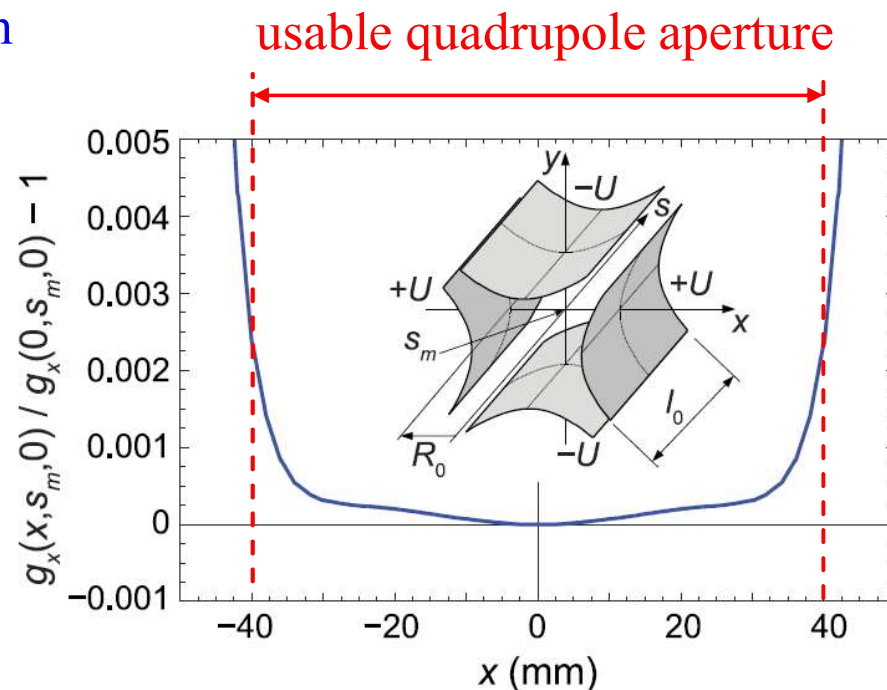 n
usable quadrupole aperture
g_x(x,s_m,0) / g_x(0,s_m,0) − 1
0.005
0.004
0.003
0.002
0.001
0
−0.001
y
−U
s
+U
+U
x
s_m
l_0
R_0
−U
−40
−20
0
20
40
x (mm)